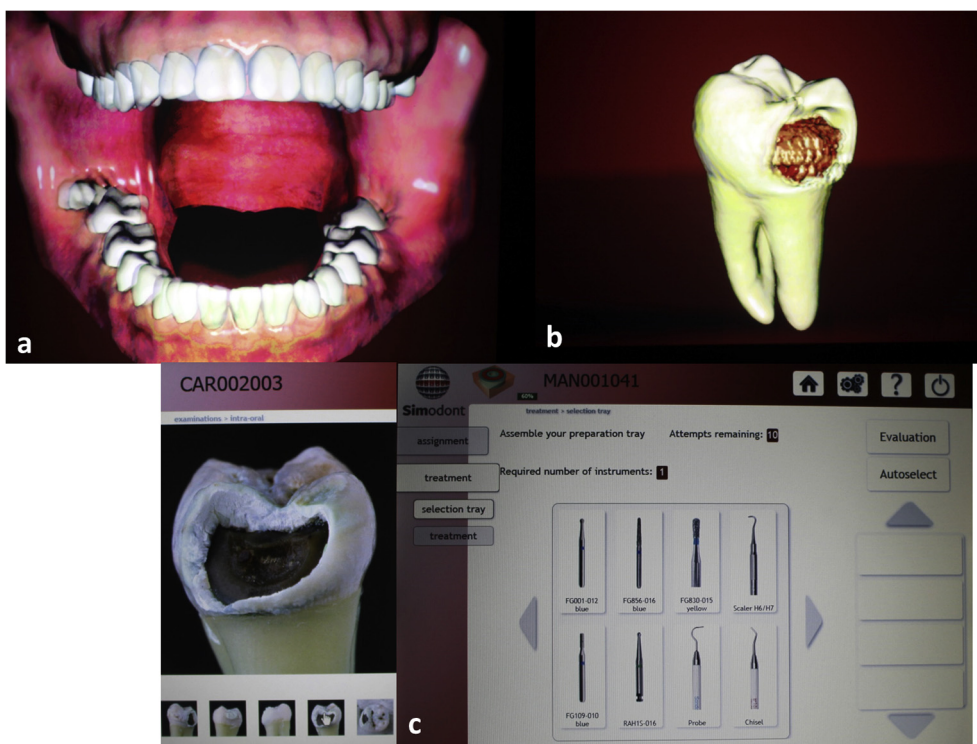 a
b
CAR002003
examinations > intra-oral
Simodont
60%
MAN001041
?
treatment > selection tray
assignment
treatment
selection tray
treatment
Assemble your preparation tray
Attempts remaining: 10
Required number of instruments: 1
Evaluation
Autoselect
FG001-012
blue
FG856-016
blue
FG830-015
yellow
Scaler H6/H7
FG109-010
blue
RAH1S-016
Probe
Chisel
c